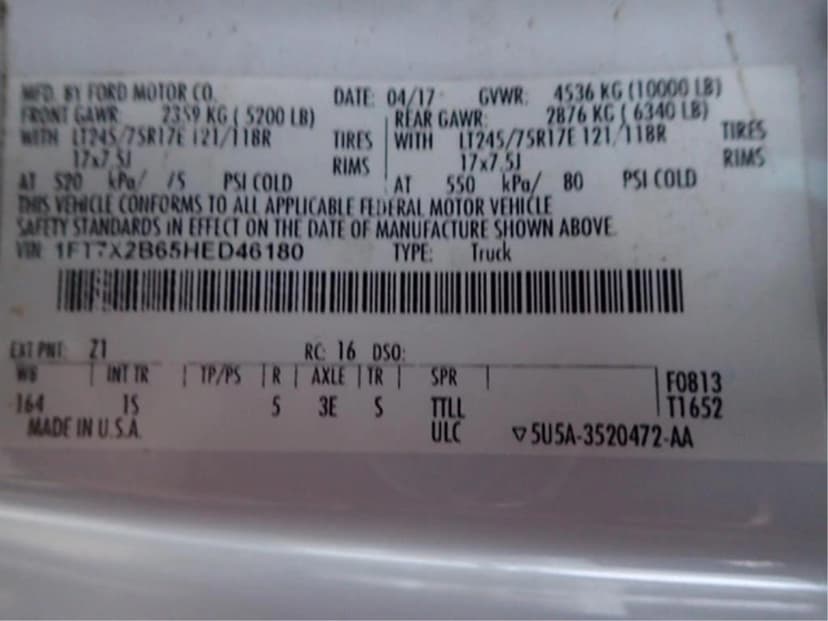 MFD. BY FORD MOTOR CO. DATE: 04/17 GVWR: 4536 KG (10000 LB)
FRONT GAWR: 2359 KG ( 5200 LB) REAR GAWR: 2876 KG ( 6340 LB)
WITH LT245/75R17E 121/118R TIRES WITH LT245/75R17E 121/118R TIRES
17x7.5J RIMS 17x7.5J RIMS
AT 520 kPa/ 75 PSI COLD AT 550 kPa/ 80 PSI COLD
THIS VEHICLE CONFORMS TO ALL APPLICABLE FEDERAL MOTOR VEHICLE
SAFETY STANDARDS IN EFFECT ON THE DATE OF MANUFACTURE SHOWN ABOVE.
VIN: 1FT7X2B65HED46180 TYPE: Truck
EXT PNT: Z1 RC: 16 DSO:
WB INT TR TP/PS R AXLE TR SPR F0813
164 1S 5 3E S TTLL T1652
MADE IN U.S.A. ULC ▽5U5A-3520472-AA